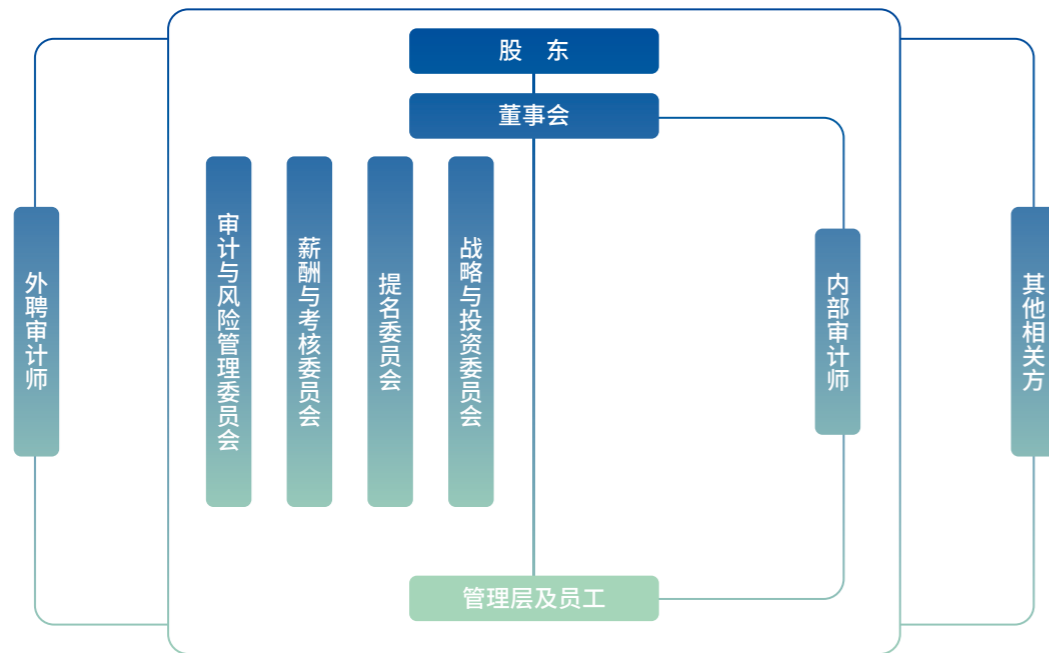 股 东
董事会
外聘审计师
审计与风险管理委员会
薪酬与考核委员会
提名委员会
战略与投资委员会
内部审计师
其他相关方
管理层及员工